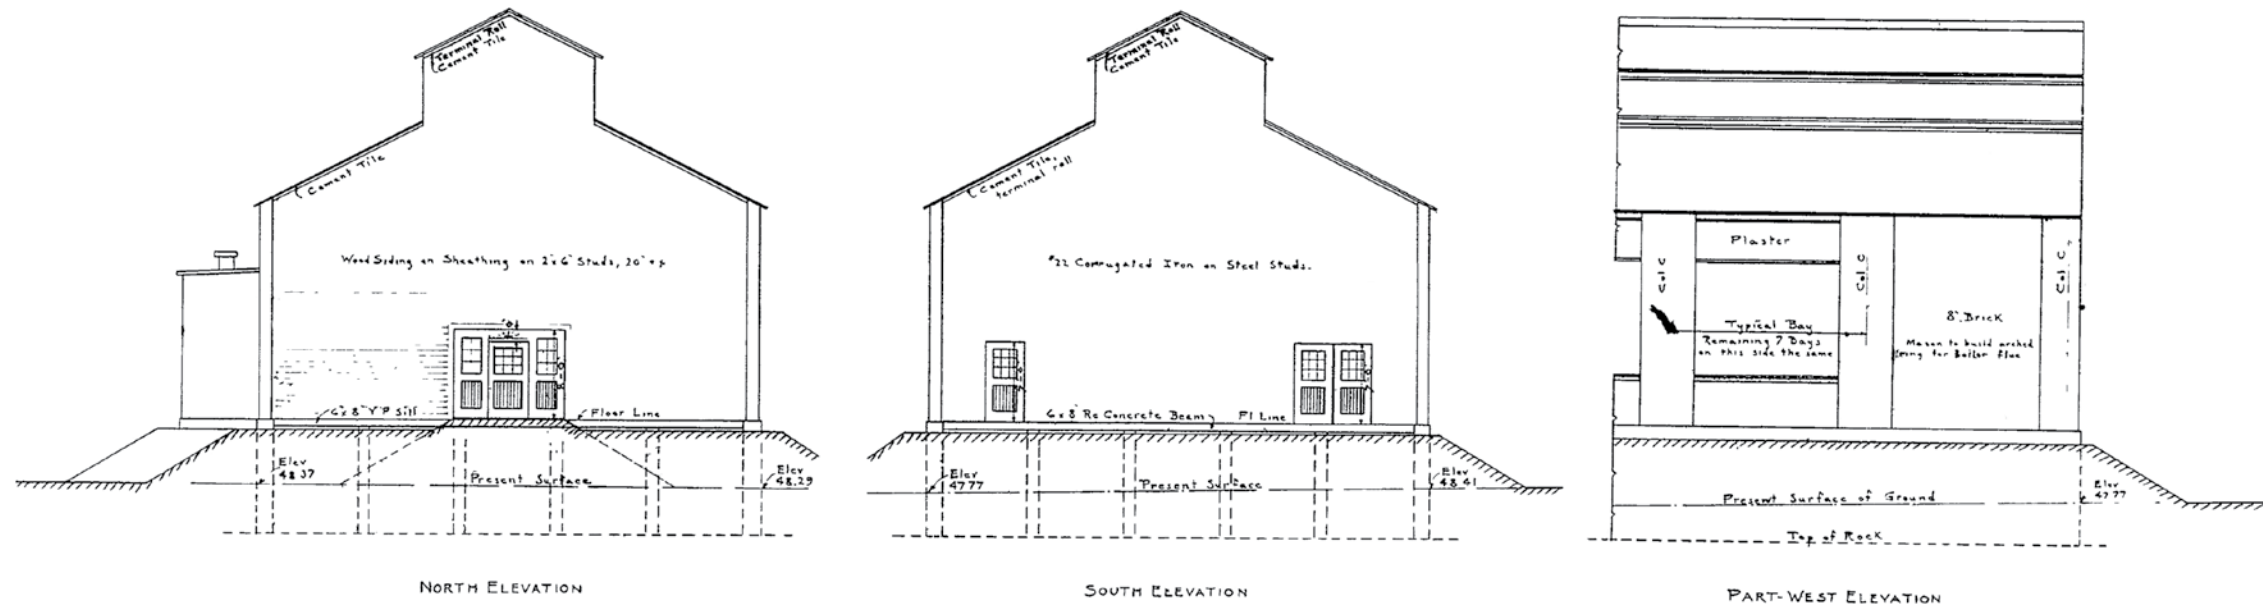 Terminal Roll
Cement Tile
Cement Tile
Wood Siding on Sheathing on 2"x6" Studs, 20"
6"x8" Y P Sill
Floor Line
Elev
48.37
Present Surface
Elev
48.29
NORTH ELEVATION
Terminal Roll
Cement Tile
Cement Tile,
terminal roll
#22 Corrugated Iron on Steel Studs.
6x8" Re Concrete Beam
Fl Line
Elev
47.77
Present Surface
Elev
48.41
SOUTH ELEVATION
Plaster
Col C
Col C
Col C
Typical Bay
Remaining 7 Bays
on this side the same
8" Brick
Mason to build arched
for Boiler flue
Present Surface of Ground
Elev
47.77
Top of Rock
PART-WEST ELEVATION